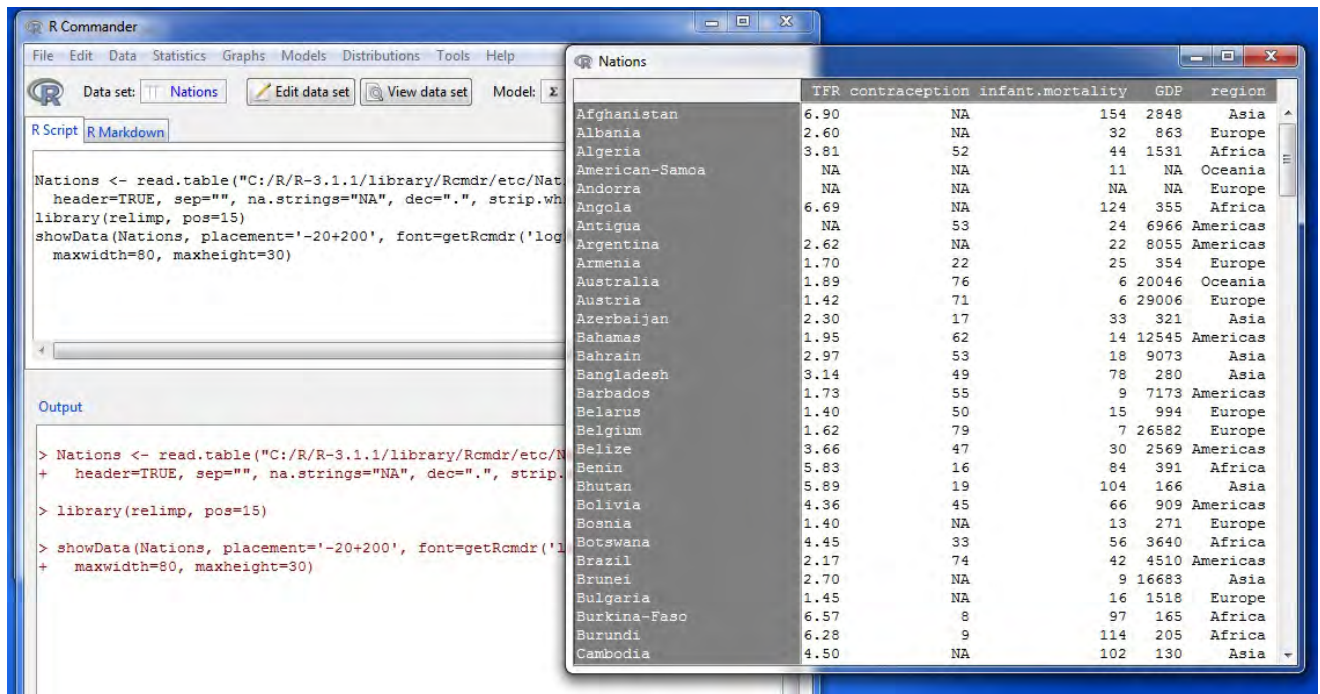 R Commander
File Edit Data Statistics Graphs Models Distributions Tools Help
Data set: Nations Edit data set View data set Model: Σ
R Script R Markdown
Nations <- read.table("C:/R/R-3.1.1/library/Rcmdr/etc/Nat
header=TRUE, sep="", na.strings="NA", dec=".", strip.wh
library(relimp, pos=15)
showData(Nations, placement='-20+200', font=getRcmdr('log
maxwidth=80, maxheight=30)
Output
> Nations <- read.table("C:/R/R-3.1.1/library/Rcmdr/etc/N
+ header=TRUE, sep="", na.strings="NA", dec=".", strip.
> library(relimp, pos=15)
> showData(Nations, placement='-20+200', font=getRcmdr('l
+ maxwidth=80, maxheight=30)
Nations
TFR contraception infant.mortality GDP region
Afghanistan 6.90 NA 154 2848 Asia
Albania 2.60 NA 32 863 Europe
Algeria 3.81 52 44 1531 Africa
American-Samoa NA NA 11 NA Oceania
Andorra NA NA NA NA Europe
Angola 6.69 NA 124 355 Africa
Antigua NA 53 24 6966 Americas
Argentina 2.62 NA 22 8055 Americas
Armenia 1.70 22 25 354 Europe
Australia 1.89 76 6 20046 Oceania
Austria 1.42 71 6 29006 Europe
Azerbaijan 2.30 17 33 321 Asia
Bahamas 1.95 62 14 12545 Americas
Bahrain 2.97 53 18 9073 Asia
Bangladesh 3.14 49 78 280 Asia
Barbados 1.73 55 9 7173 Americas
Belarus 1.40 50 15 994 Europe
Belgium 1.62 79 7 26582 Europe
Belize 3.66 47 30 2569 Americas
Benin 5.83 16 84 391 Africa
Bhutan 5.89 19 104 166 Asia
Bolivia 4.36 45 66 909 Americas
Bosnia 1.40 NA 13 271 Europe
Botswana 4.45 33 56 3640 Africa
Brazil 2.17 74 42 4510 Americas
Brunei 2.70 NA 9 16683 Asia
Bulgaria 1.45 NA 16 1518 Europe
Burkina-Faso 6.57 8 97 165 Africa
Burundi 6.28 9 114 205 Africa
Cambodia 4.50 NA 102 130 Asia